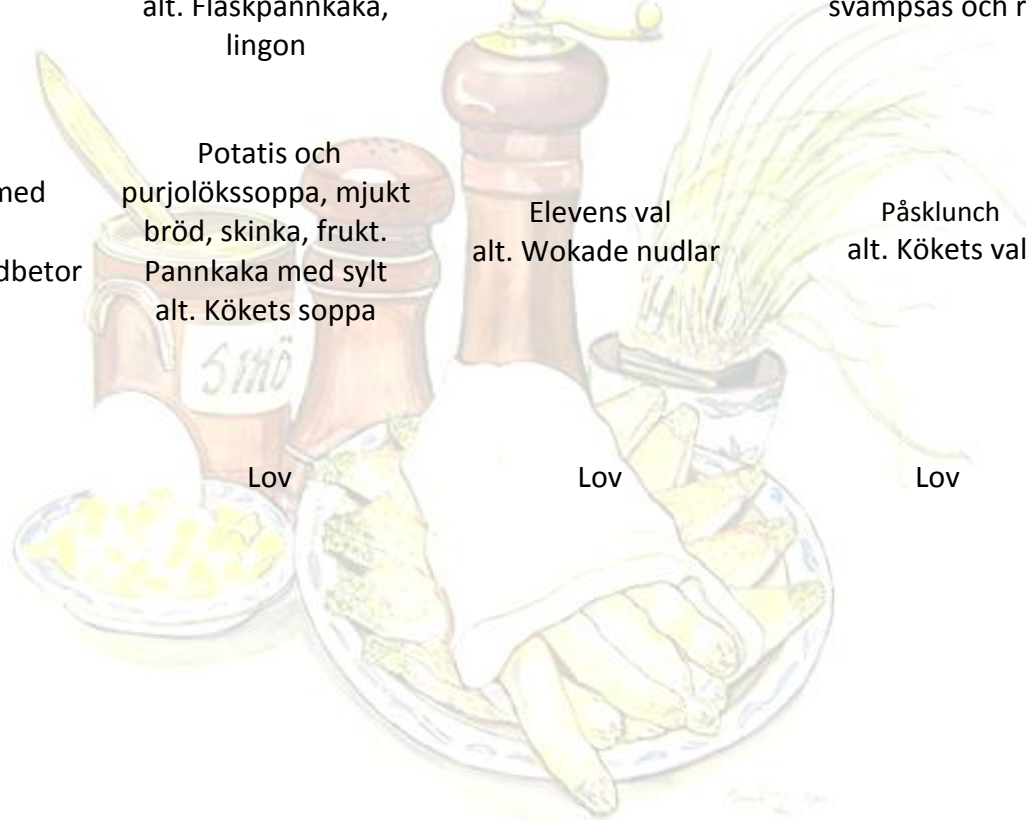 alt. Fläskpannkaka,
lingon
svampsås och r
med
dbetor
Potatis och
purjolökssoppa, mjukt
bröd, skinka, frukt.
Pannkaka med sylt
alt. Kökets soppa
Elevens val
alt. Wokade nudlar
Påsklunch
alt. Kökets val
SMÖ
Lov
Lov
Lov